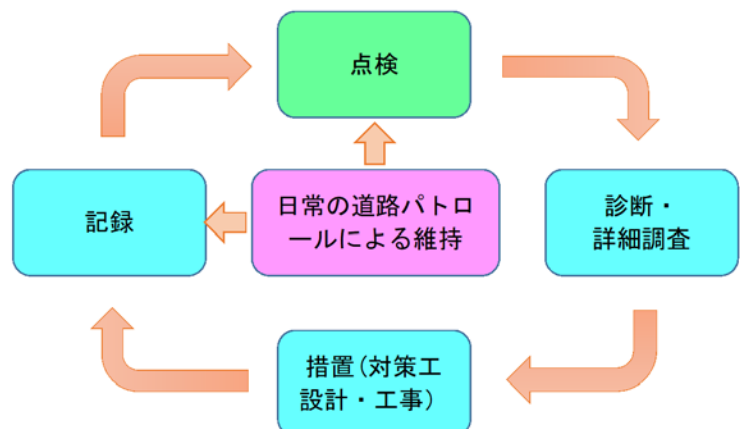 点検
記録
日常の道路パトロ
ールによる維持
診断・
詳細調査
措置(対策工
設計・工事)